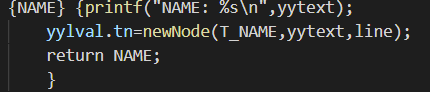 {NAME} {printf("NAME: %s\n",yytext);
yylval.tn=newNode(T_NAME,yytext,line);
return NAME;
}